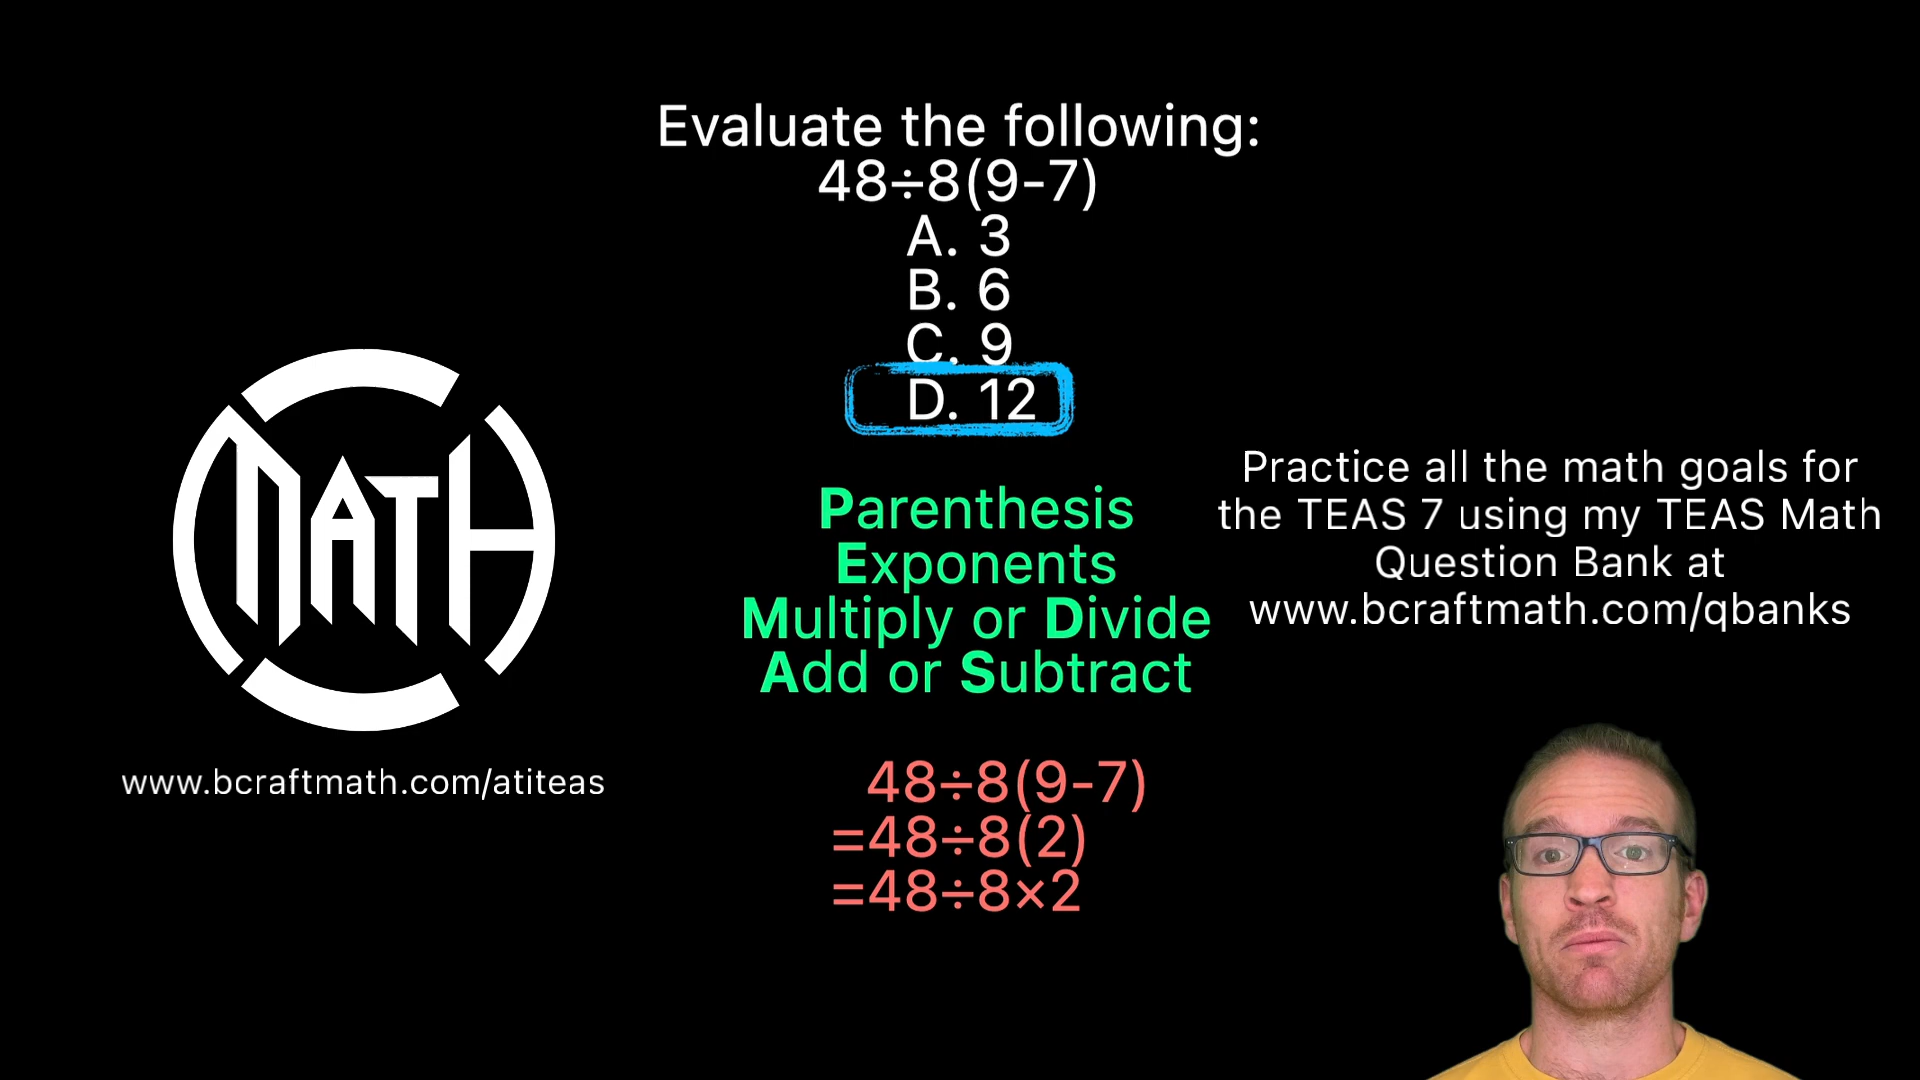 Evaluate the following:
48÷8(9-7)
A. 3
B. 6
C. 9
D. 12
MATH
www.bcraftmath.com/atiteas
Parenthesis
Exponents
Multiply or Divide
Add or Subtract
48÷8(9-7)
=48÷8(2)
=48÷8×2
Practice all the math goals for
the TEAS 7 using my TEAS Math
Question Bank at
www.bcraftmath.com/qbanks